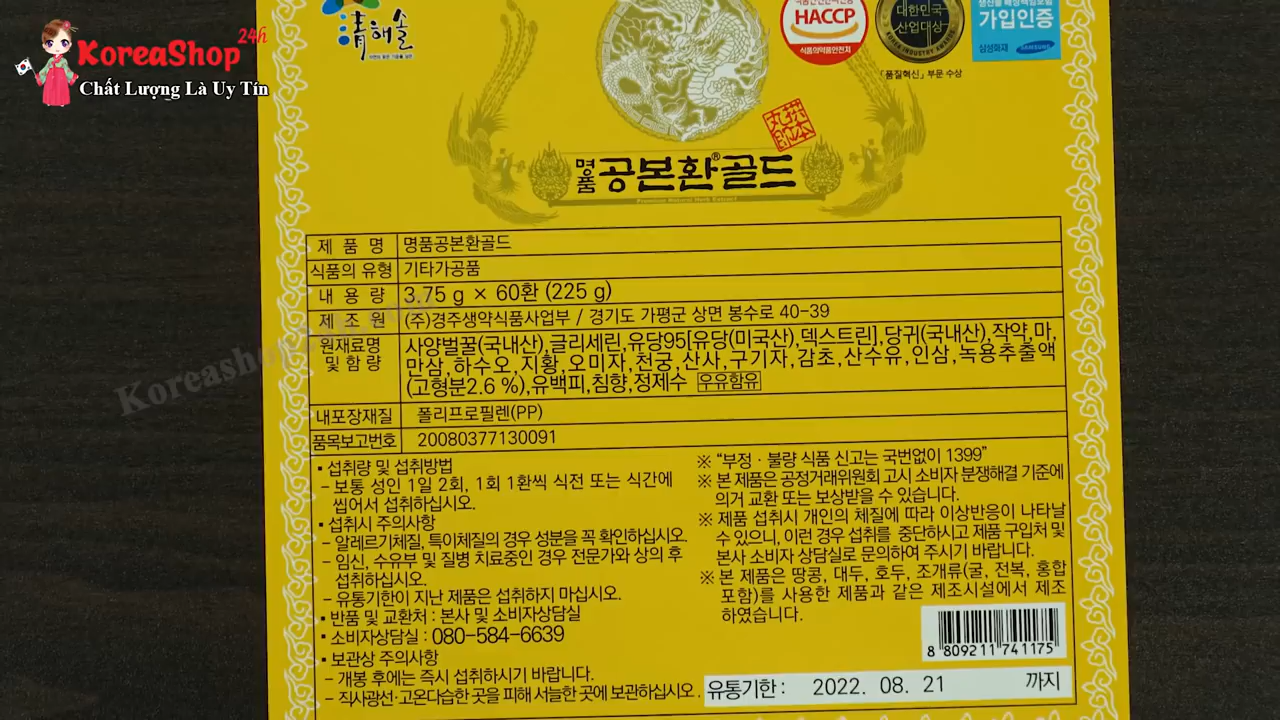 KoreaShop 24h
Chất Lượng Là Uy Tín
淸해솔
HACCP
식품의약품안전처
대한민국
산업대상
KOREA INDUSTRY AWARDS
「품질혁신」 부문 수상
가입인증
삼성화재 SAMSUNG
명품 공본환®골드
Premium Natural Herb Extract
제 품 명 명품공본환골드
식품의 유형 기타가공품
내 용 량 3.75 g × 60환 (225 g)
제 조 원 (주)경주생약식품사업부 / 경기도 가평군 상면 봉수로 40-39
원재료명 및 함량 사양벌꿀(국내산),글리세린,유당95[유당(미국산),덱스트린],당귀(국내산),작약,마,
만삼,하수오,지황,오미자,천궁,산사,구기자,감초,산수유,인삼,녹용추출액
(고형분2.6 %),유백피,침향,정제수 우유함유
내포장재질 폴리프로필렌(PP)
품목보고번호 20080377130091
▪ 섭취량 및 섭취방법
– 보통 성인 1일 2회, 1회 1환씩 식전 또는 식간에
씹어서 섭취하십시오.
▪ 섭취시 주의사항
– 알레르기체질, 특이체질의 경우 성분을 꼭 확인하십시오.
– 임신, 수유부 및 질병 치료중인 경우 전문가와 상의 후
섭취하십시오.
– 유통기한이 지난 제품은 섭취하지 마십시오.
▪ 반품 및 교환처 : 본사 및 소비자상담실
▪ 소비자상담실 : 080-584-6639
▪ 보관상 주의사항
– 개봉 후에는 즉시 섭취하시기 바랍니다.
– 직사광선·고온다습한 곳을 피해 서늘한 곳에 보관하십시오.
※ “부정·불량 식품 신고는 국번없이 1399”
※ 본 제품은 공정거래위원회 고시 소비자 분쟁해결 기준에
의거 교환 또는 보상받을 수 있습니다.
※ 제품 섭취시 개인의 체질에 따라 이상반응이 나타날
수 있으니, 이런 경우 섭취를 중단하시고 제품 구입처 및
본사 소비자 상담실로 문의하여 주시기 바랍니다.
※ 본 제품은 땅콩, 대두, 호두, 조개류(굴, 전복, 홍합
포함)를 사용한 제품과 같은 제조시설에서 제조
하였습니다.
8 809211 741175
유통기한 : 2022. 08. 21 까지